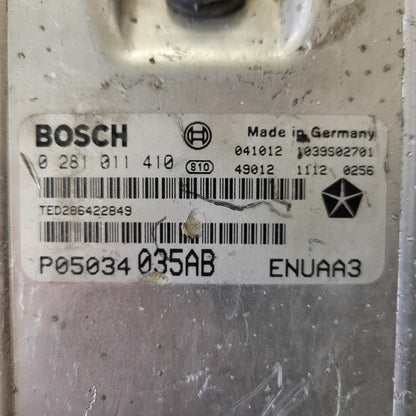 BOSCH Made in Germany
041012 1039S02701
0 281 011 410 810 49012 1112 0256
TED286422849
P05034 035AB ENUAA3